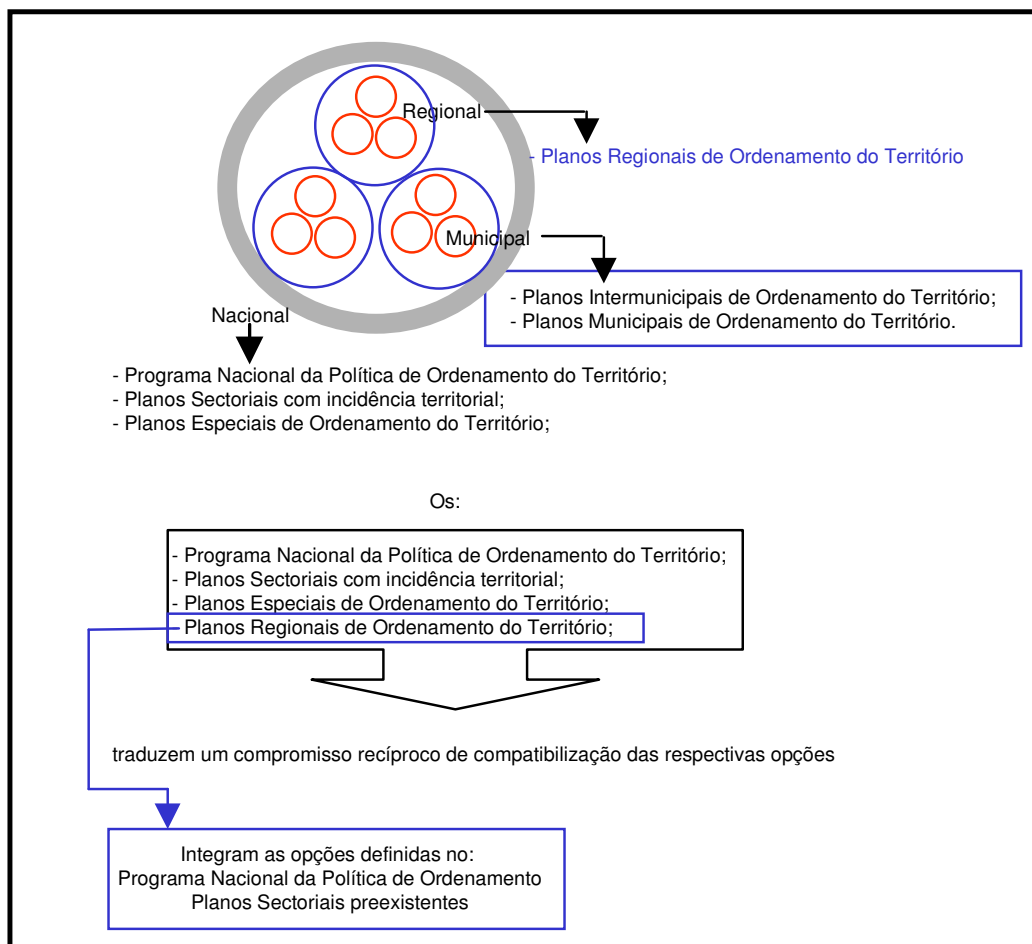 Regional
- Planos Regionais de Ordenamento do Território
Municipal
- Planos Intermunicipais de Ordenamento do Território;
- Planos Municipais de Ordenamento do Território.
Nacional
- Programa Nacional da Política de Ordenamento do Território;
- Planos Sectoriais com incidência territorial;
- Planos Especiais de Ordenamento do Território;
Os:
- Programa Nacional da Política de Ordenamento do Território;
- Planos Sectoriais com incidência territorial;
- Planos Especiais de Ordenamento do Território;
- Planos Regionais de Ordenamento do Território;
traduzem um compromisso recíproco de compatibilização das respectivas opções
Integram as opções definidas no:
Programa Nacional da Política de Ordenamento
Planos Sectoriais preexistentes